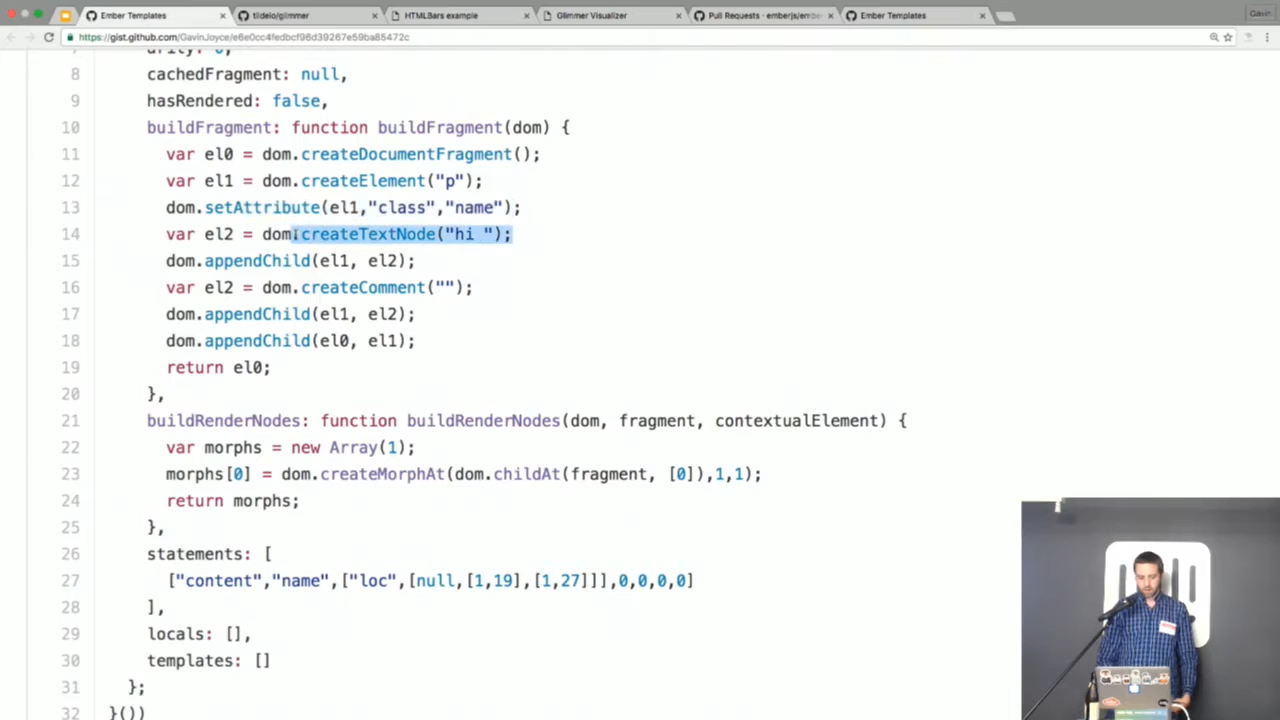 Ember Templates
tildeio/glimmer
HTMLBars example
Glimmer Visualizer
Pull Requests · emberjs/ember
Ember Templates
Gavin
https://gist.github.com/GavinJoyce/e6e0cc4fedbcf96d39267e59ba85472c
8 cachedFragment: null,
9 hasRendered: false,
10 buildFragment: function buildFragment(dom) {
11 var el0 = dom.createDocumentFragment();
12 var el1 = dom.createElement("p");
13 dom.setAttribute(el1,"class","name");
14 var el2 = dom.createTextNode("hi ");
15 dom.appendChild(el1, el2);
16 var el2 = dom.createComment("");
17 dom.appendChild(el1, el2);
18 dom.appendChild(el0, el1);
19 return el0;
20 },
21 buildRenderNodes: function buildRenderNodes(dom, fragment, contextualElement) {
22 var morphs = new Array(1);
23 morphs[0] = dom.createMorphAt(dom.childAt(fragment, [0]),1,1);
24 return morphs;
25 },
26 statements: [
27 ["content","name",["loc",[null,[1,19],[1,27]]],0,0,0,0]
28 ],
29 locals: [],
30 templates: []
31 };
32 }())